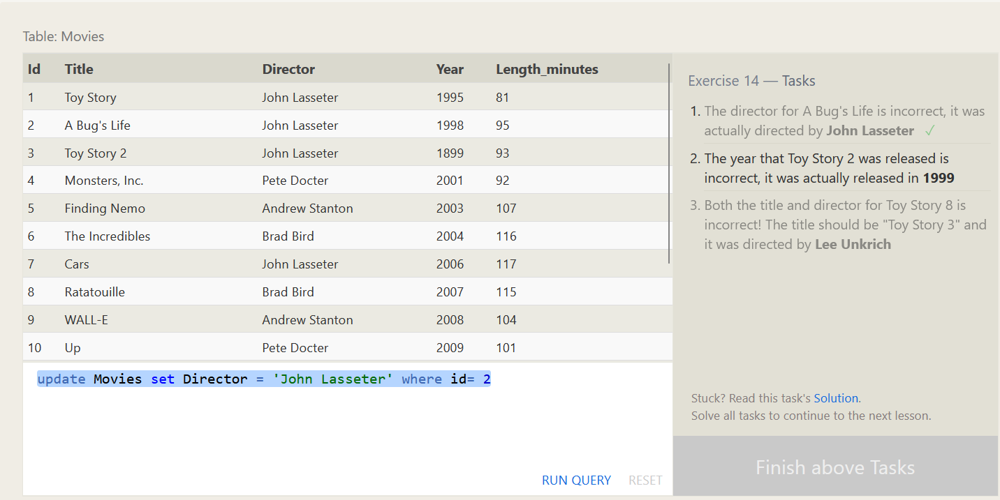 Table: Movies
Id Title Director Year Length_minutes
1 Toy Story John Lasseter 1995 81
2 A Bug's Life John Lasseter 1998 95
3 Toy Story 2 John Lasseter 1899 93
4 Monsters, Inc. Pete Docter 2001 92
5 Finding Nemo Andrew Stanton 2003 107
6 The Incredibles Brad Bird 2004 116
7 Cars John Lasseter 2006 117
8 Ratatouille Brad Bird 2007 115
9 WALL-E Andrew Stanton 2008 104
10 Up Pete Docter 2009 101
update Movies set Director = 'John Lasseter' where id= 2
RUN QUERY RESET
Exercise 14 — Tasks
1. The director for A Bug's Life is incorrect, it was
actually directed by John Lasseter ✓
2. The year that Toy Story 2 was released is
incorrect, it was actually released in 1999
3. Both the title and director for Toy Story 8 is
incorrect! The title should be "Toy Story 3" and
it was directed by Lee Unkrich
Stuck? Read this task's Solution.
Solve all tasks to continue to the next lesson.
Finish above Tasks